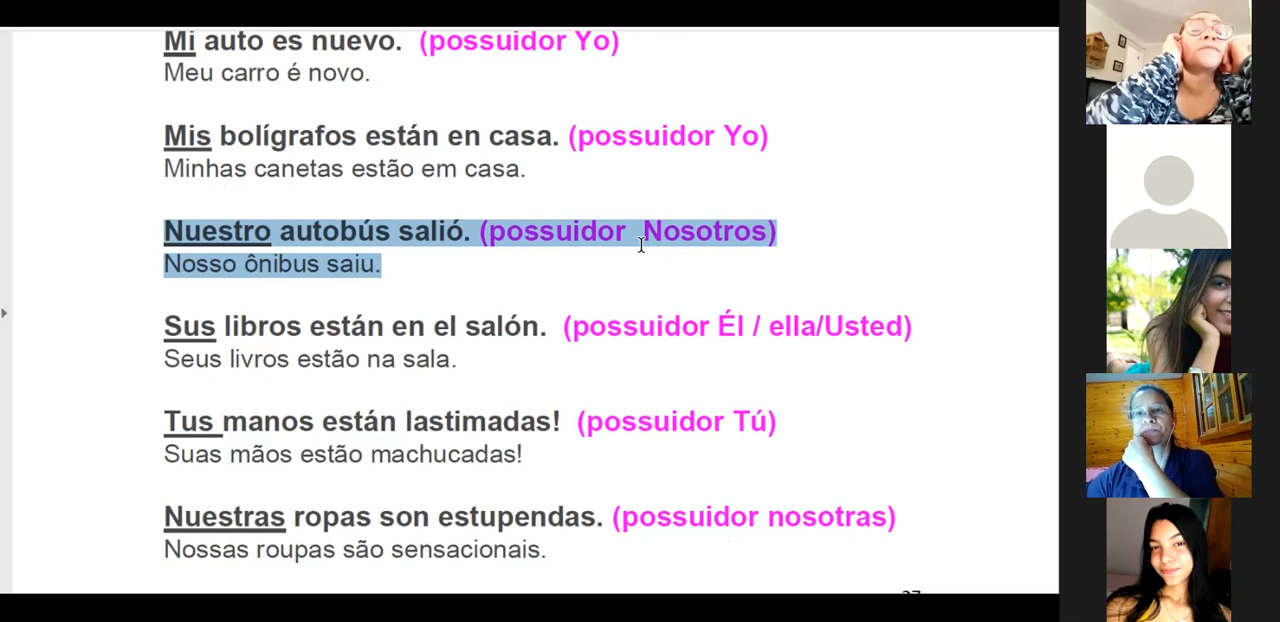 Mi auto es nuevo. (possuidor Yo)
Meu carro é novo.
Mis bolígrafos están en casa. (possuidor Yo)
Minhas canetas estão em casa.
Nuestro autobús salió. (possuidor Nosotros)
Nosso ônibus saiu.
Sus libros están en el salón. (possuidor Él / ella/Usted)
Seus livros estão na sala.
Tus manos están lastimadas! (possuidor Tú)
Suas mãos estão machucadas!
Nuestras ropas son estupendas. (possuidor nosotras)
Nossas roupas são sensacionais.